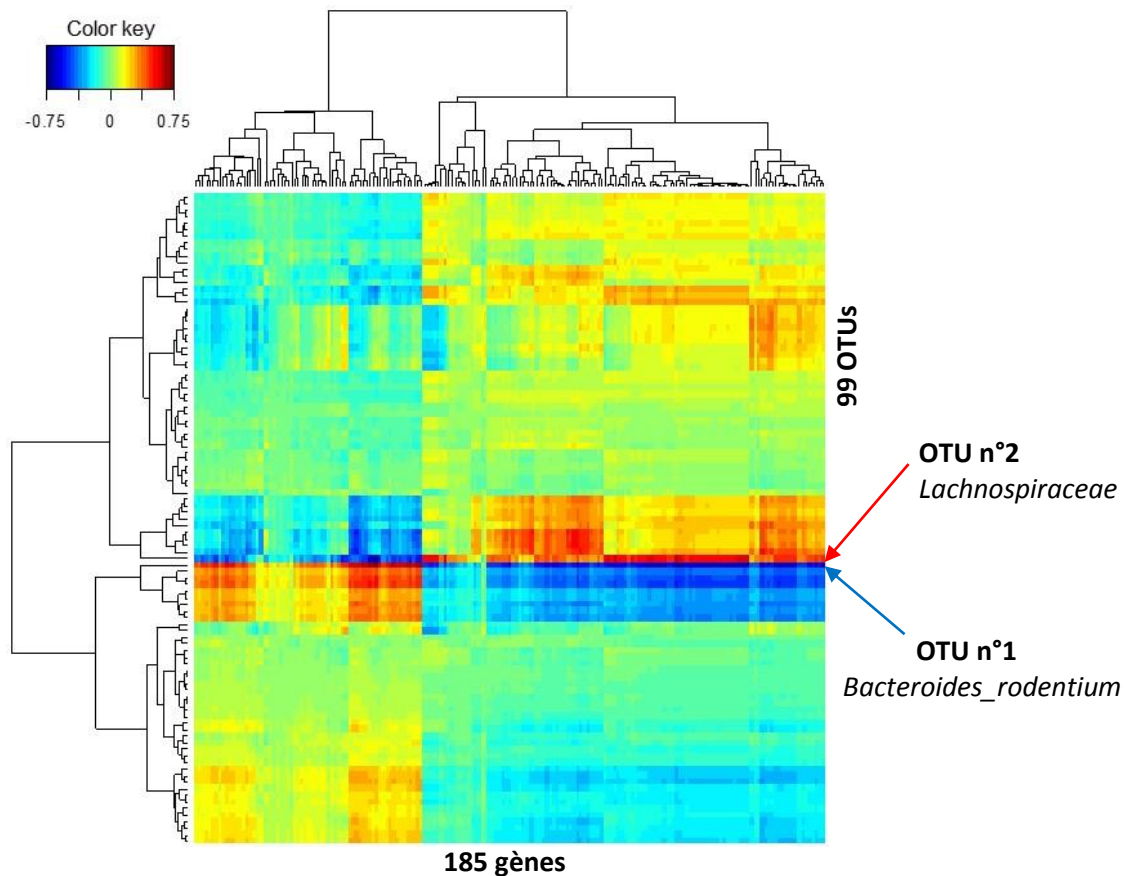 Color key
-0.75 0 0.75
99 OTUs
OTU n°2
Lachnospiraceae
OTU n°1
Bacteroides_rodentium
185 gènes